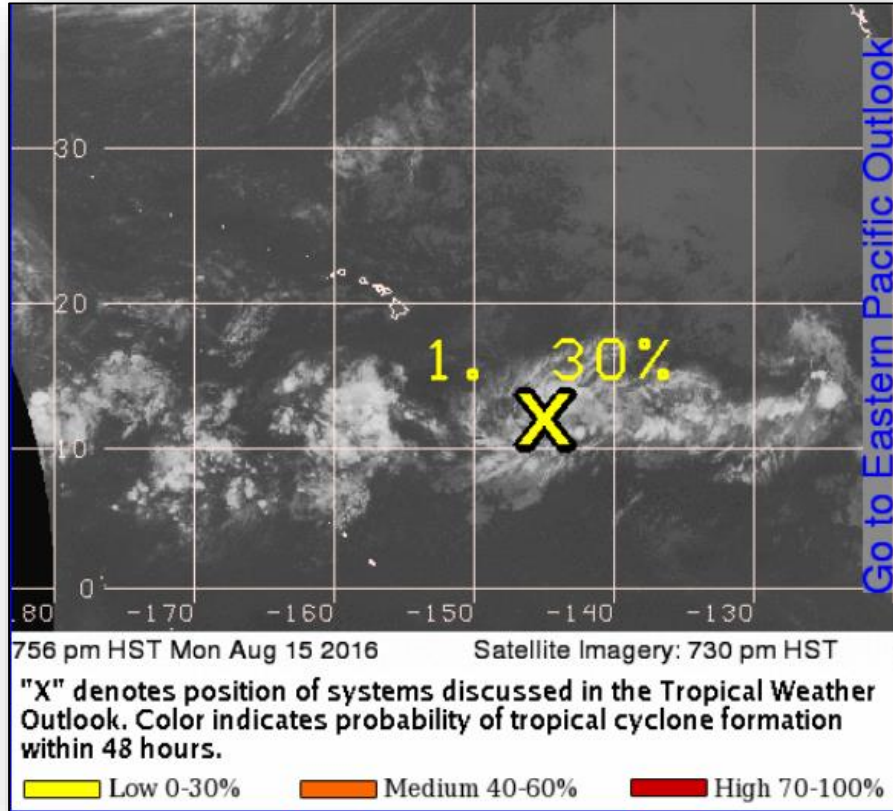 30
20
1. 30%
10
0
80 -170 -160 -150 -140 -130
Go to Eastern Pacific Outlook
756 pm HST Mon Aug 15 2016 Satellite Imagery: 730 pm HST
"X" denotes position of systems discussed in the Tropical Weather
Outlook. Color indicates probability of tropical cyclone formation
within 48 hours.
Low 0-30% Medium 40-60% High 70-100%